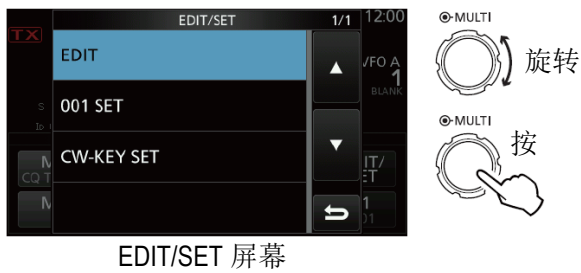 EDIT/SET 1/1 12:00
TX
EDIT
VFO A
1
BLANK
S
001 SET
CW-KEY SET
CQ T
EDIT/SET 屏幕
MULTI
旋转
MULTI
按